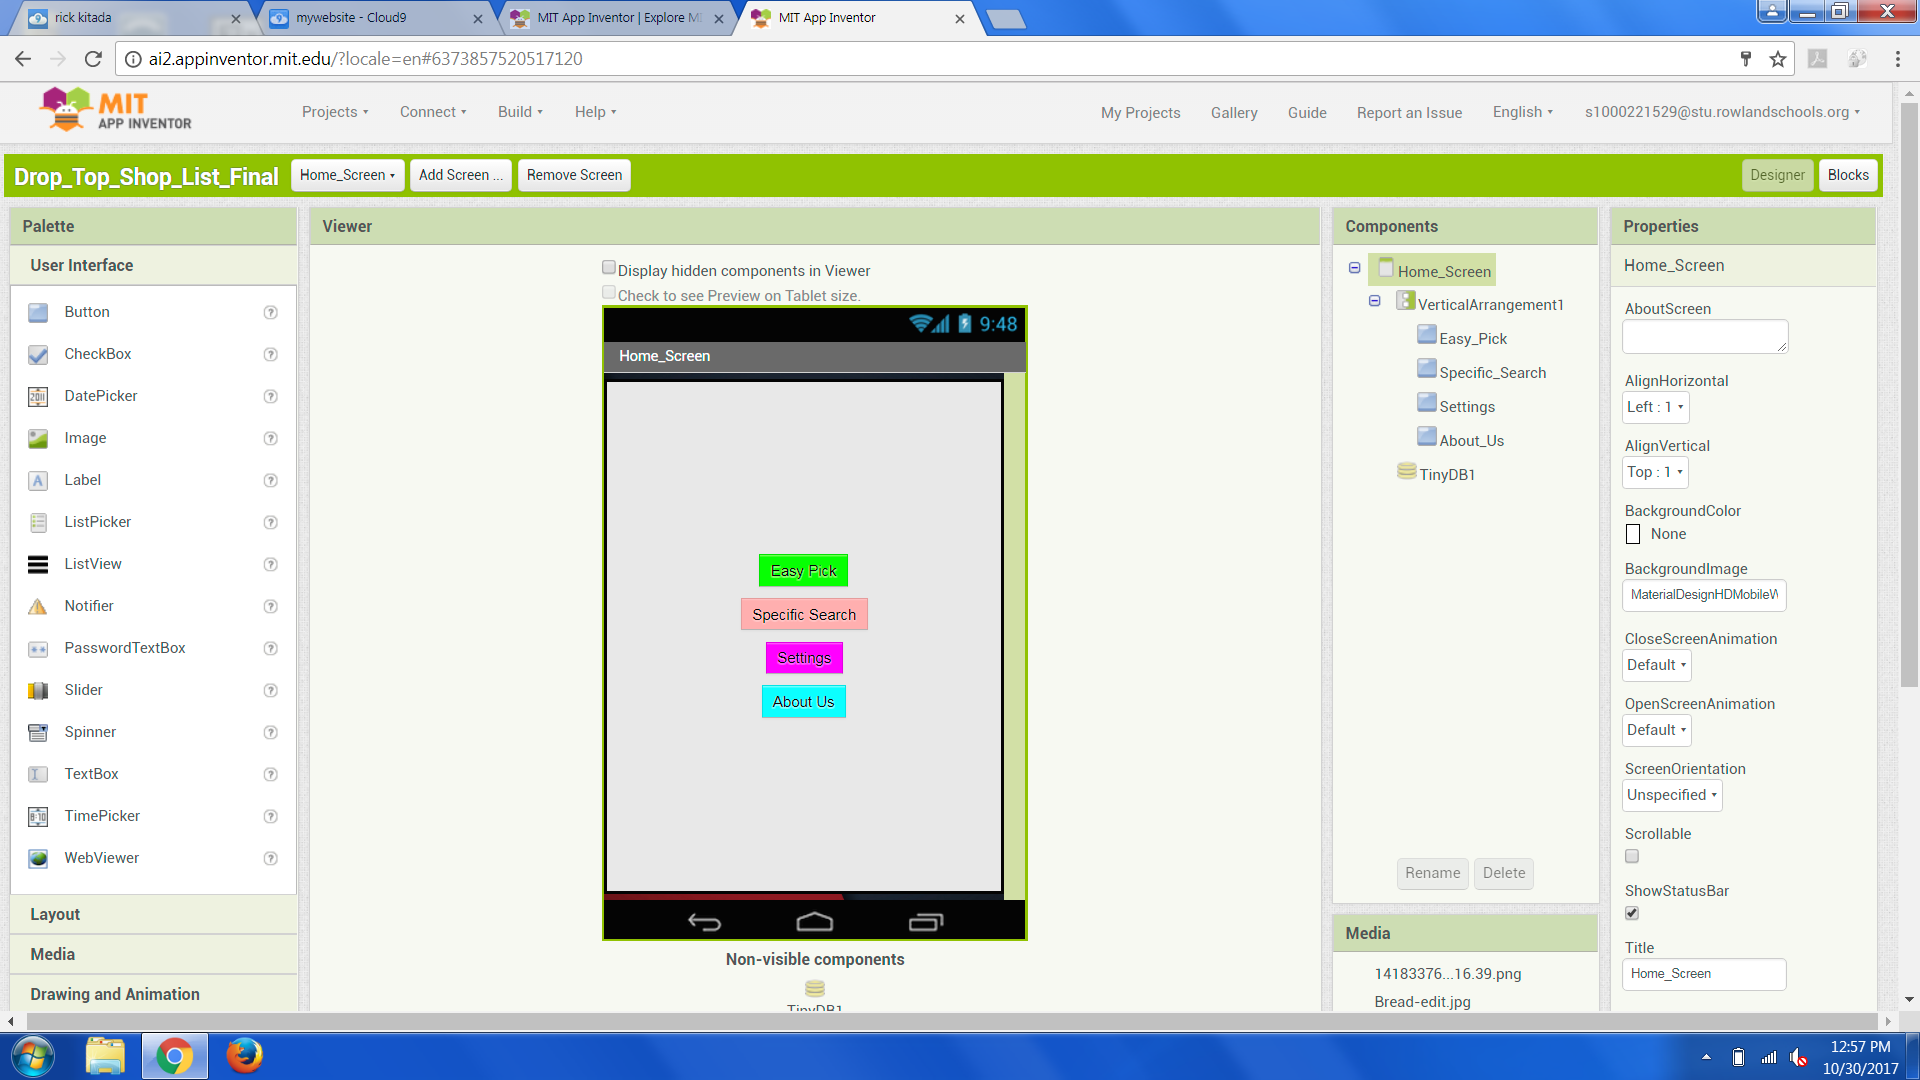 rick kitada
mywebsite - Cloud9
MIT App Inventor | Explore MI
MIT App Inventor
ai2.appinventor.mit.edu/?locale=en#6373857520517120
MIT
APP INVENTOR
Projects
Connect
Build
Help
My Projects
Gallery
Guide
Report an Issue
English
s1000221529@stu.rowlandschools.org
Drop_Top_Shop_List_Final
Home_Screen
Add Screen ...
Remove Screen
Designer
Blocks
Palette
User Interface
Button
CheckBox
DatePicker
Image
Label
ListPicker
ListView
Notifier
PasswordTextBox
Slider
Spinner
TextBox
TimePicker
WebViewer
Layout
Media
Drawing and Animation
Viewer
Display hidden components in Viewer
Check to see Preview on Tablet size.
9:48
Home_Screen
Easy Pick
Specific Search
Settings
About Us
Non-visible components
TinyDB1
Components
Home_Screen
VerticalArrangement1
Easy_Pick
Specific_Search
Settings
About_Us
TinyDB1
Rename
Delete
Media
14183376...16.39.png
Bread-edit.jpg
Properties
Home_Screen
AboutScreen
AlignHorizontal
Left : 1
AlignVertical
Top : 1
BackgroundColor
None
BackgroundImage
MaterialDesignHDMobileW
CloseScreenAnimation
Default
OpenScreenAnimation
Default
ScreenOrientation
Unspecified
Scrollable
ShowStatusBar
Title
Home_Screen
12:57 PM
10/30/2017